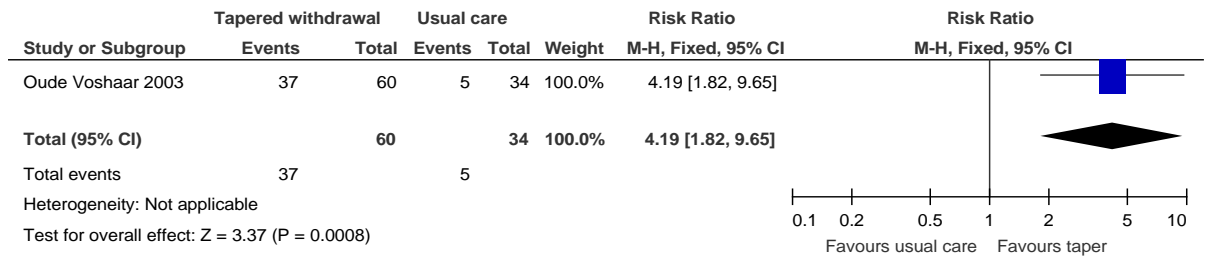 Tapered withdrawal Usual care Risk Ratio Risk Ratio
Study or Subgroup Events Total Events Total Weight M-H, Fixed, 95% CI M-H, Fixed, 95% CI
Oude Voshaar 2003 37 60 5 34 100.0% 4.19 [1.82, 9.65]
Total (95% CI) 60 34 100.0% 4.19 [1.82, 9.65]
Total events 37 5
Heterogeneity: Not applicable
Test for overall effect: Z = 3.37 (P = 0.0008)
0.1 0.2 0.5 1 2 5 10
Favours usual care Favours taper